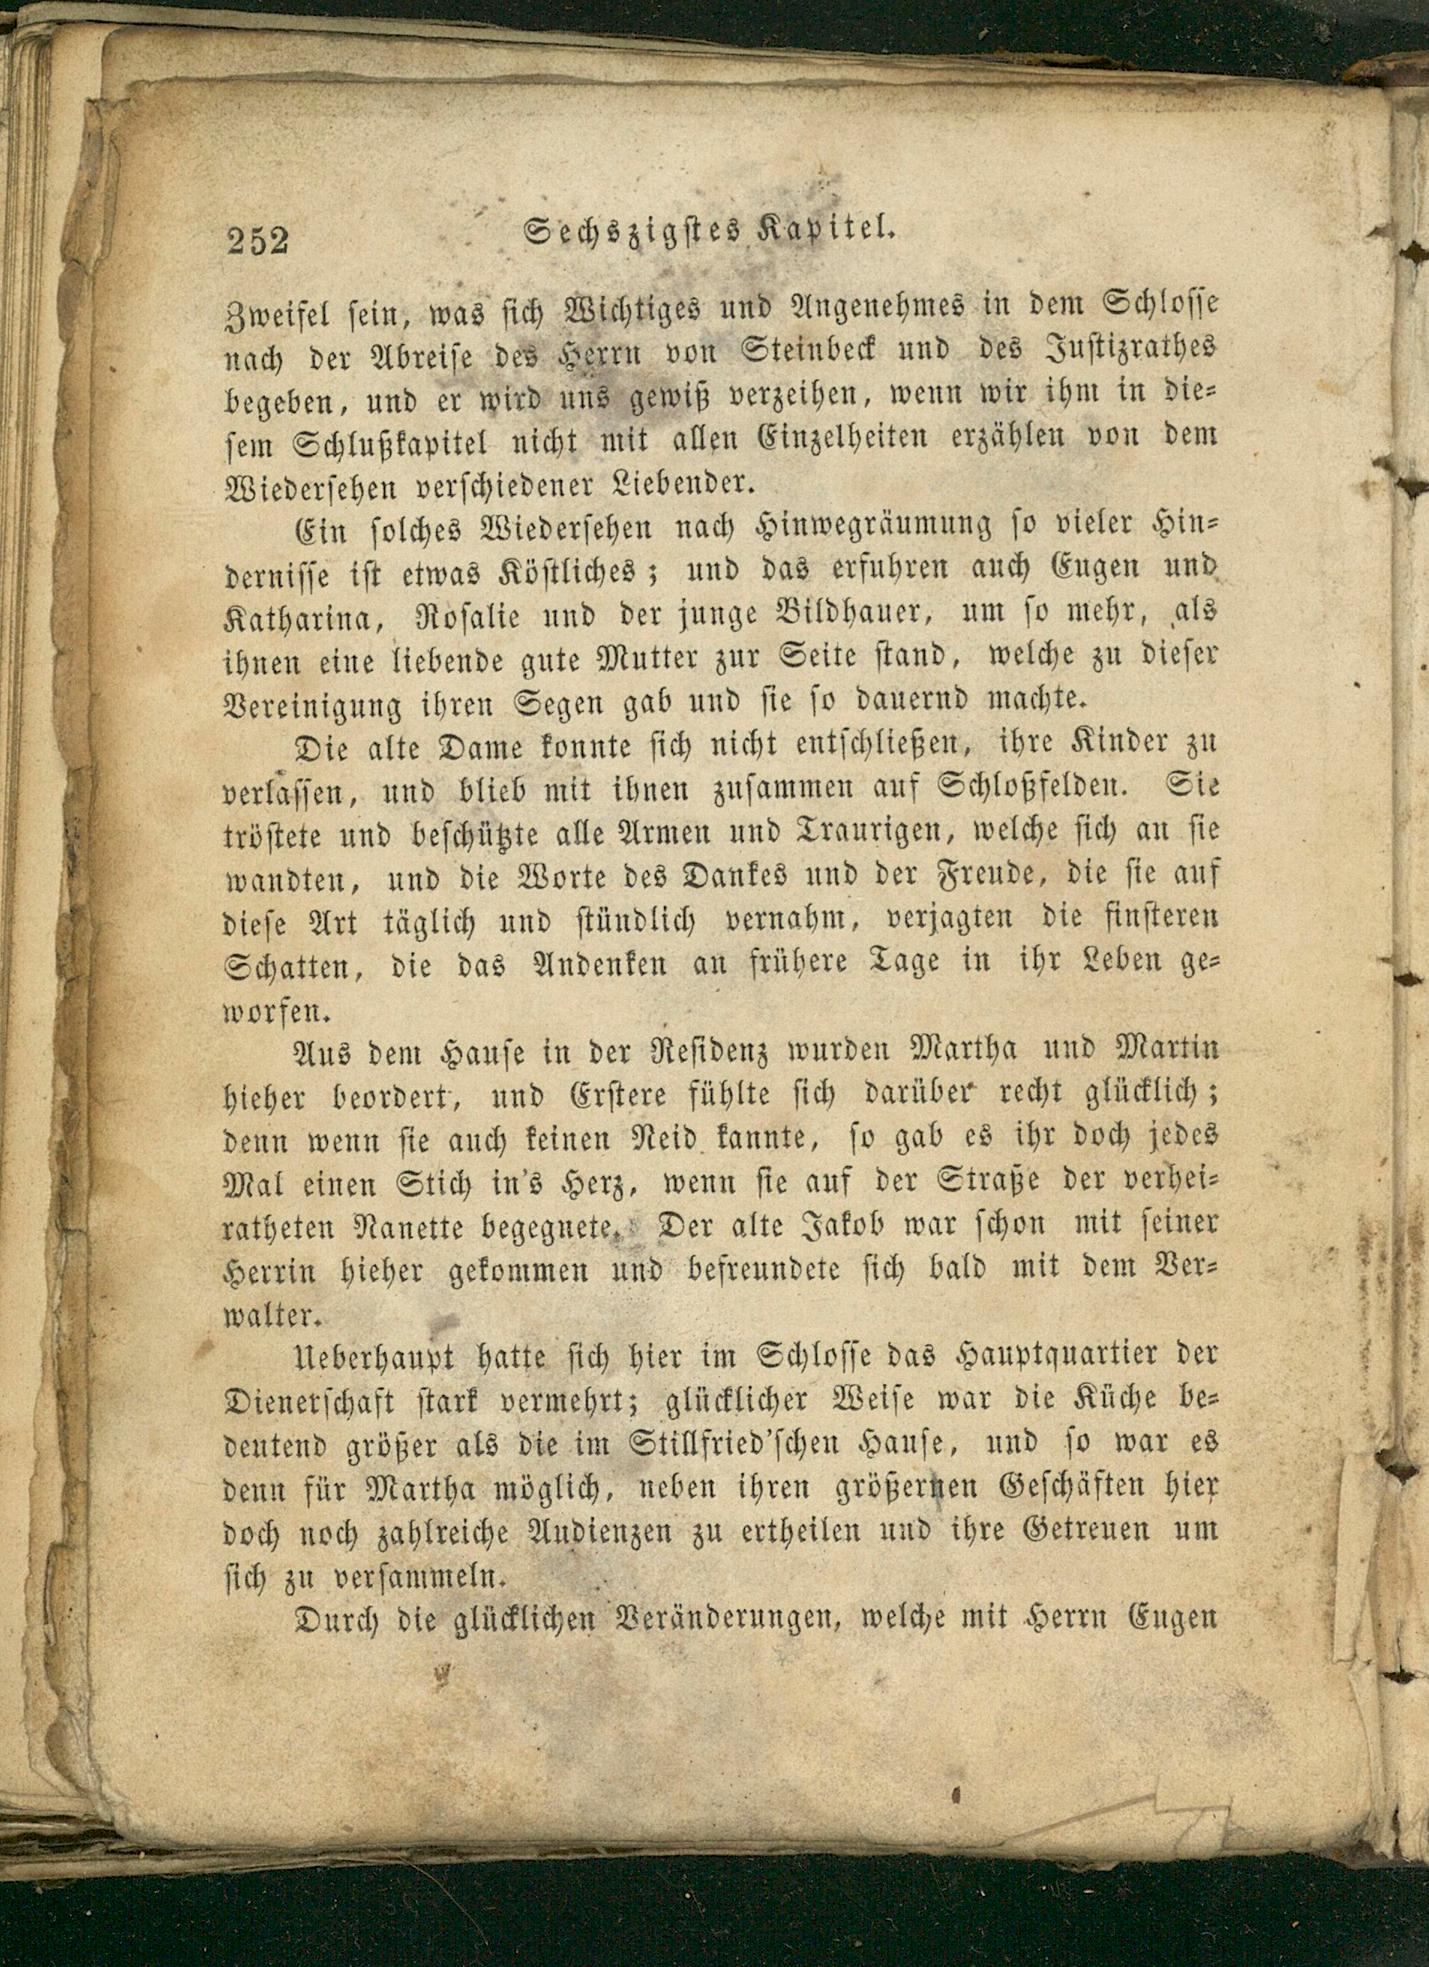 252
Sechszigstes Kapitel.
Zweifel sein, was sich Wichtiges und Angenehmes in dem Schlosse
nach der Abreise des Herrn von Steinbeck und des Justizrathes
begeben, und er wird uns gewiß verzeihen, wenn wir ihm in die-
sem Schlußkapitel nicht mit allen Einzelheiten erzählen von dem
Wiedersehen verschiedener Liebender.
Ein solches Wiedersehen nach Hinwegräumung so vieler Hin-
dernisse ist etwas Köstliches; und das erfuhren auch Eugen und
Katharina, Rosalie und der junge Bildhauer, um so mehr, als
ihnen eine liebende gute Mutter zur Seite stand, welche zu dieser
Vereinigung ihren Segen gab und sie so dauernd machte.
Die alte Dame konnte sich nicht entschließen, ihre Kinder zu
verlassen, und blieb mit ihnen zusammen auf Schloßfelden. Sie
tröstete und beschützte alle Armen und Traurigen, welche sich an sie
wandten, und die Worte des Dankes und der Freude, die sie auf
diese Art täglich und stündlich vernahm, verjagten die finsteren
Schatten, die das Andenken an frühere Tage in ihr Leben ge-
worfen.
Aus dem Hause in der Residenz wurden Martha und Martin
hieher beordert, und Erstere fühlte sich darüber recht glücklich;
denn wenn sie auch keinen Neid kannte, so gab es ihr doch jedes
Mal einen Stich in's Herz, wenn sie auf der Straße der verhei-
ratheten Nanette begegnete. Der alte Jakob war schon mit seiner
Herrin hieher gekommen und befreundete sich bald mit dem Ver-
walter.
Ueberhaupt hatte sich hier im Schlosse das Hauptquartier der
Dienerschaft stark vermehrt; glücklicher Weise war die Küche be-
deutend größer als die im Stillfried'schen Hause, und so war es
denn für Martha möglich, neben ihren größernen Geschäften hier
doch noch zahlreiche Audienzen zu ertheilen und ihre Getreuen um
sich zu versammeln.
Durch die glücklichen Veränderungen, welche mit Herrn Eugen